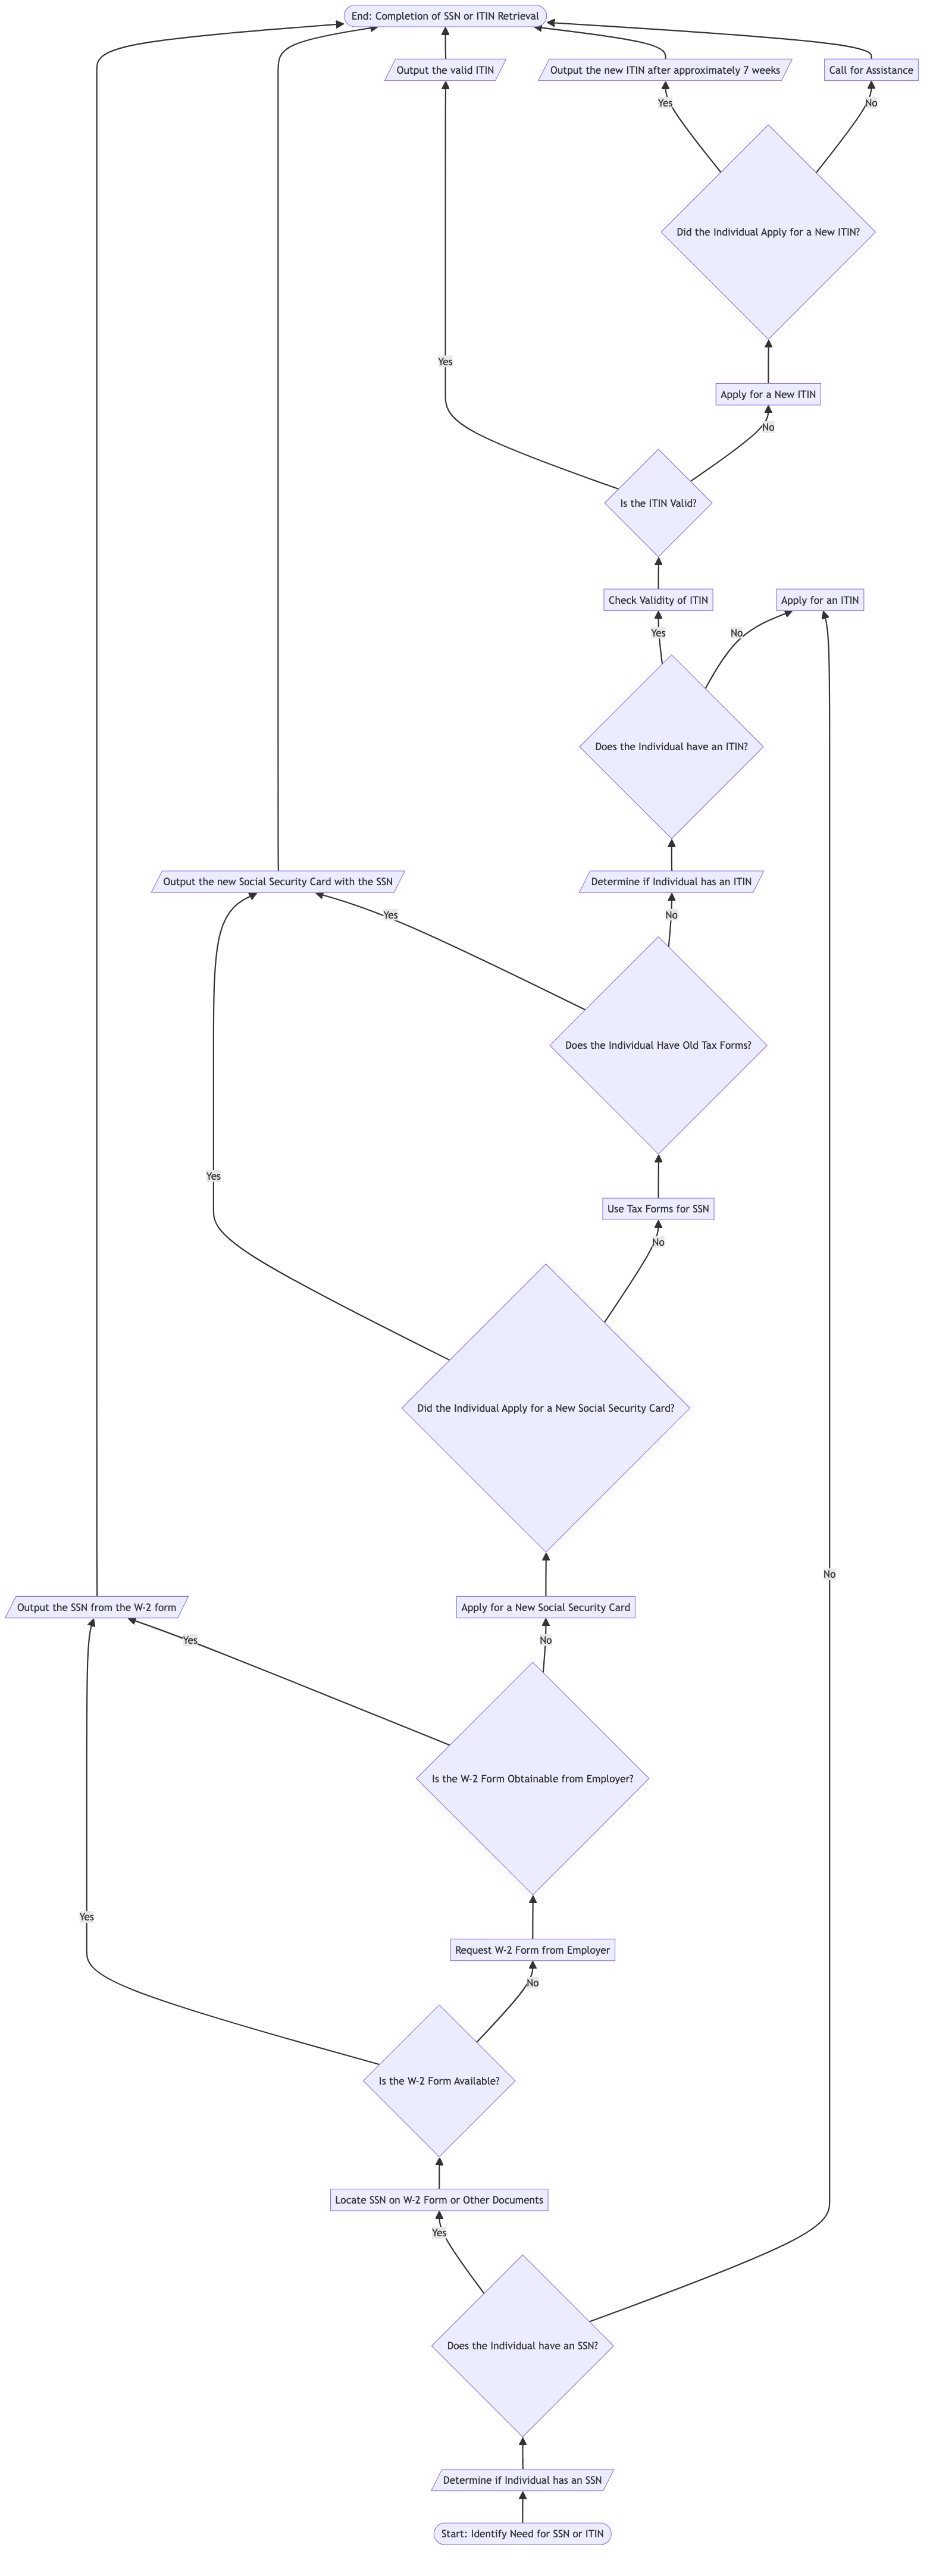 End: Completion of SSN or ITIN Retrieval
Output the valid ITIN
Output the new ITIN after approximately 7 weeks
Call for Assistance
Yes
No
Did the Individual Apply for a New ITIN?
Yes
Apply for a New ITIN
No
Is the ITIN Valid?
Check Validity of ITIN
Apply for an ITIN
Yes
No
Does the Individual have an ITIN?
Output the new Social Security Card with the SSN
Determine if Individual has an ITIN
Yes
No
Does the Individual Have Old Tax Forms?
Yes
Use Tax Forms for SSN
No
Did the Individual Apply for a New Social Security Card?
No
Output the SSN from the W-2 form
Apply for a New Social Security Card
Yes
No
Is the W-2 Form Obtainable from Employer?
Yes
Request W-2 Form from Employer
No
Is the W-2 Form Available?
Locate SSN on W-2 Form or Other Documents
Yes
Does the Individual have an SSN?
Determine if Individual has an SSN
Start: Identify Need for SSN or ITIN